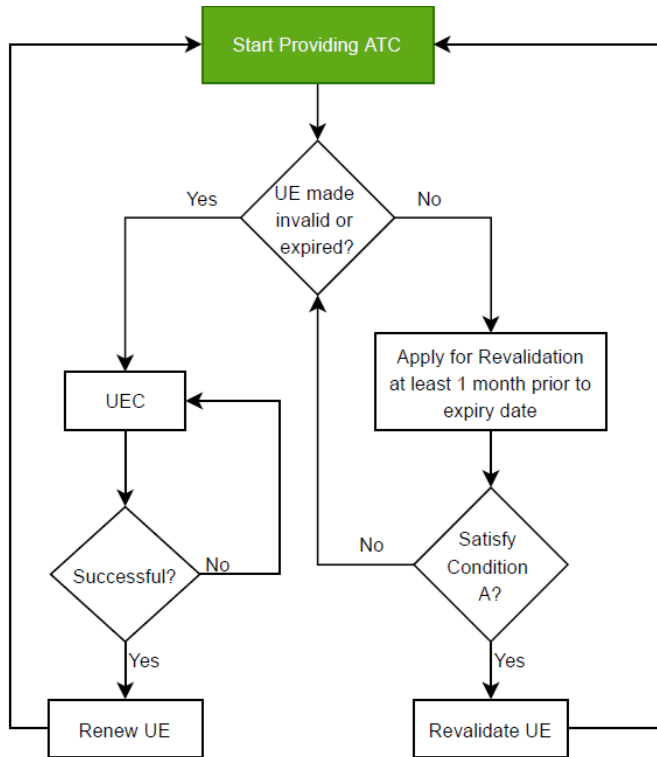 Start Providing ATC
UE made
invalid or
expired?
Yes
No
Apply for Revalidation
at least 1 month prior to
expiry date
UEC
Satisfy
Condition
A?
No
Successful?
No
Yes
Yes
Renew UE
Revalidate UE